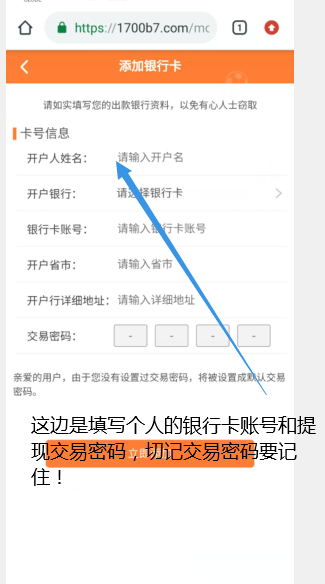 https://1700b7.com/mc
1
添加银行卡
请如实填写您的出款银行资料，以免有心人士窃取
卡号信息
开户人姓名： 请输入开户名
开户银行： 请选择银行卡
银行卡账号： 请输入银行卡账号
开户省市： 请输入省市
开户行详细地址： 请输入详细地址
交易密码： - - - -
亲爱的用户，由于您没有设置过交易密码，将被设置成默认交易
密码。
这边是填写个人的银行卡账号和提
现交易密码，切记交易密码要记
住！
立即